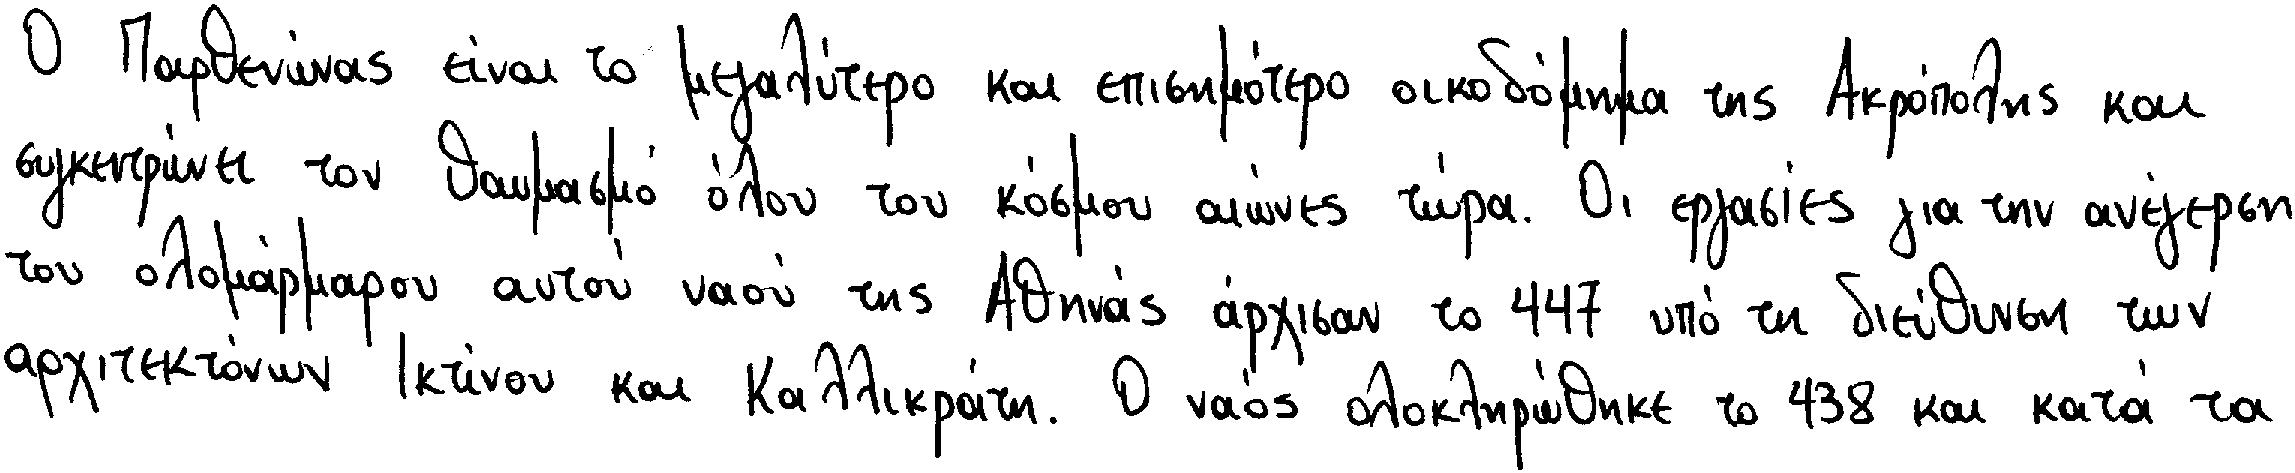 Ο Παρθενώνας είναι το μεγαλύτερο και επισημότερο οικοδόμημα της Ακρόπολης και
συγκεντρώνει τον θαυμασμό όλου του κόσμου αιώνες τώρα. Οι εργασίες για την ανέγερση
του ολομάρμαρου αυτού ναού της Αθηνάς άρχισαν το 447 υπό τη διεύθυνση των
αρχιτεκτόνων Ικτίνου και Καλλικράτη. Ο ναός ολοκληρώθηκε το 438 και κατά τα